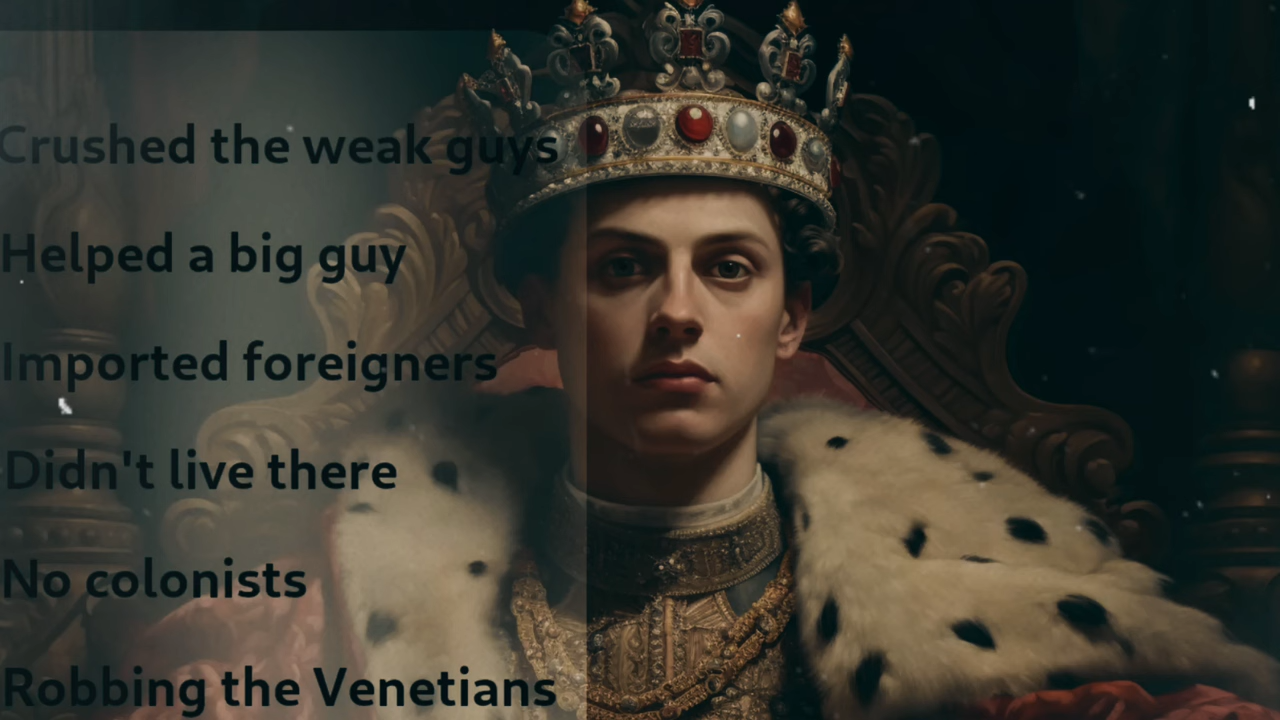 Crushed the weak guys
Helped a big guy
Imported foreigners
Didn't live there
No colonists
Robbing the Venetians